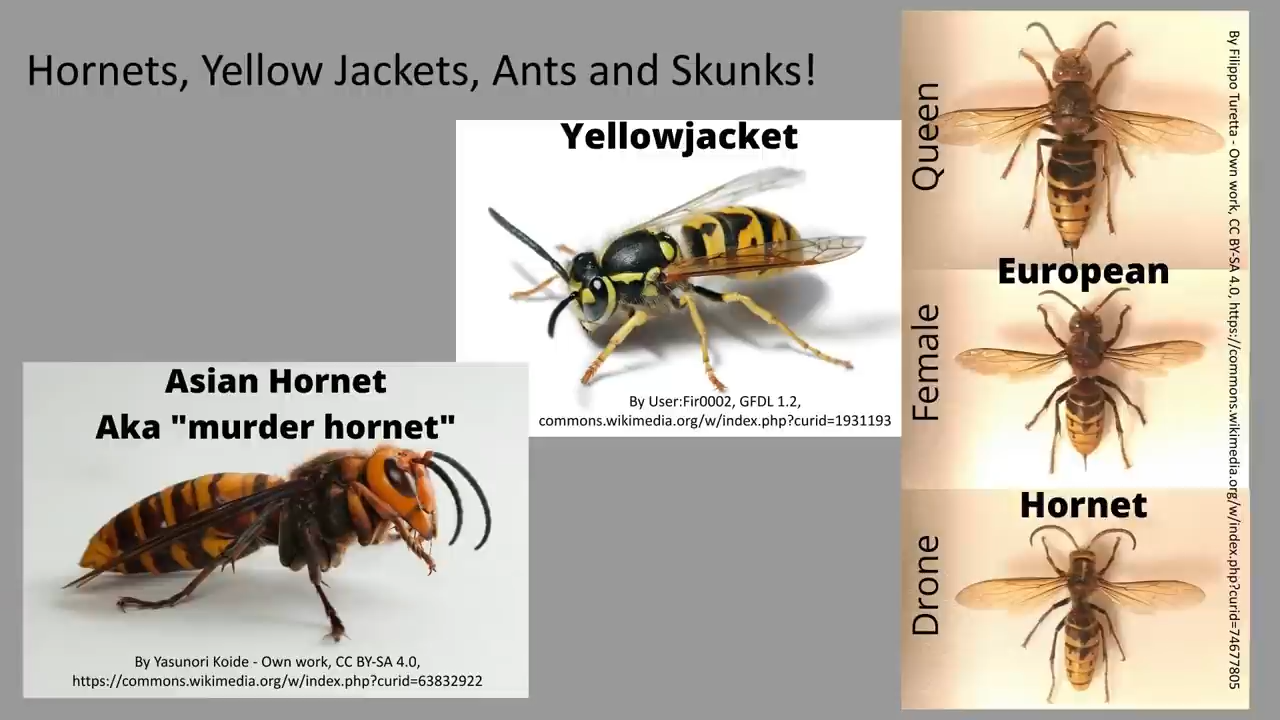 Hornets, Yellow Jackets, Ants and Skunks!
Yellowjacket
By User:Fir0002, GFDL 1.2,
commons.wikimedia.org/w/index.php?curid=1931193
Asian Hornet
Aka "murder hornet"
By Yasunori Koide - Own work, CC BY-SA 4.0,
https://commons.wikimedia.org/w/index.php?curid=63832922
Queen
European
Female
Hornet
Drone
By Filippo Turetta - Own work, CC BY-SA 4.0, https://commons.wikimedia.org/w/index.php?curid=74677805